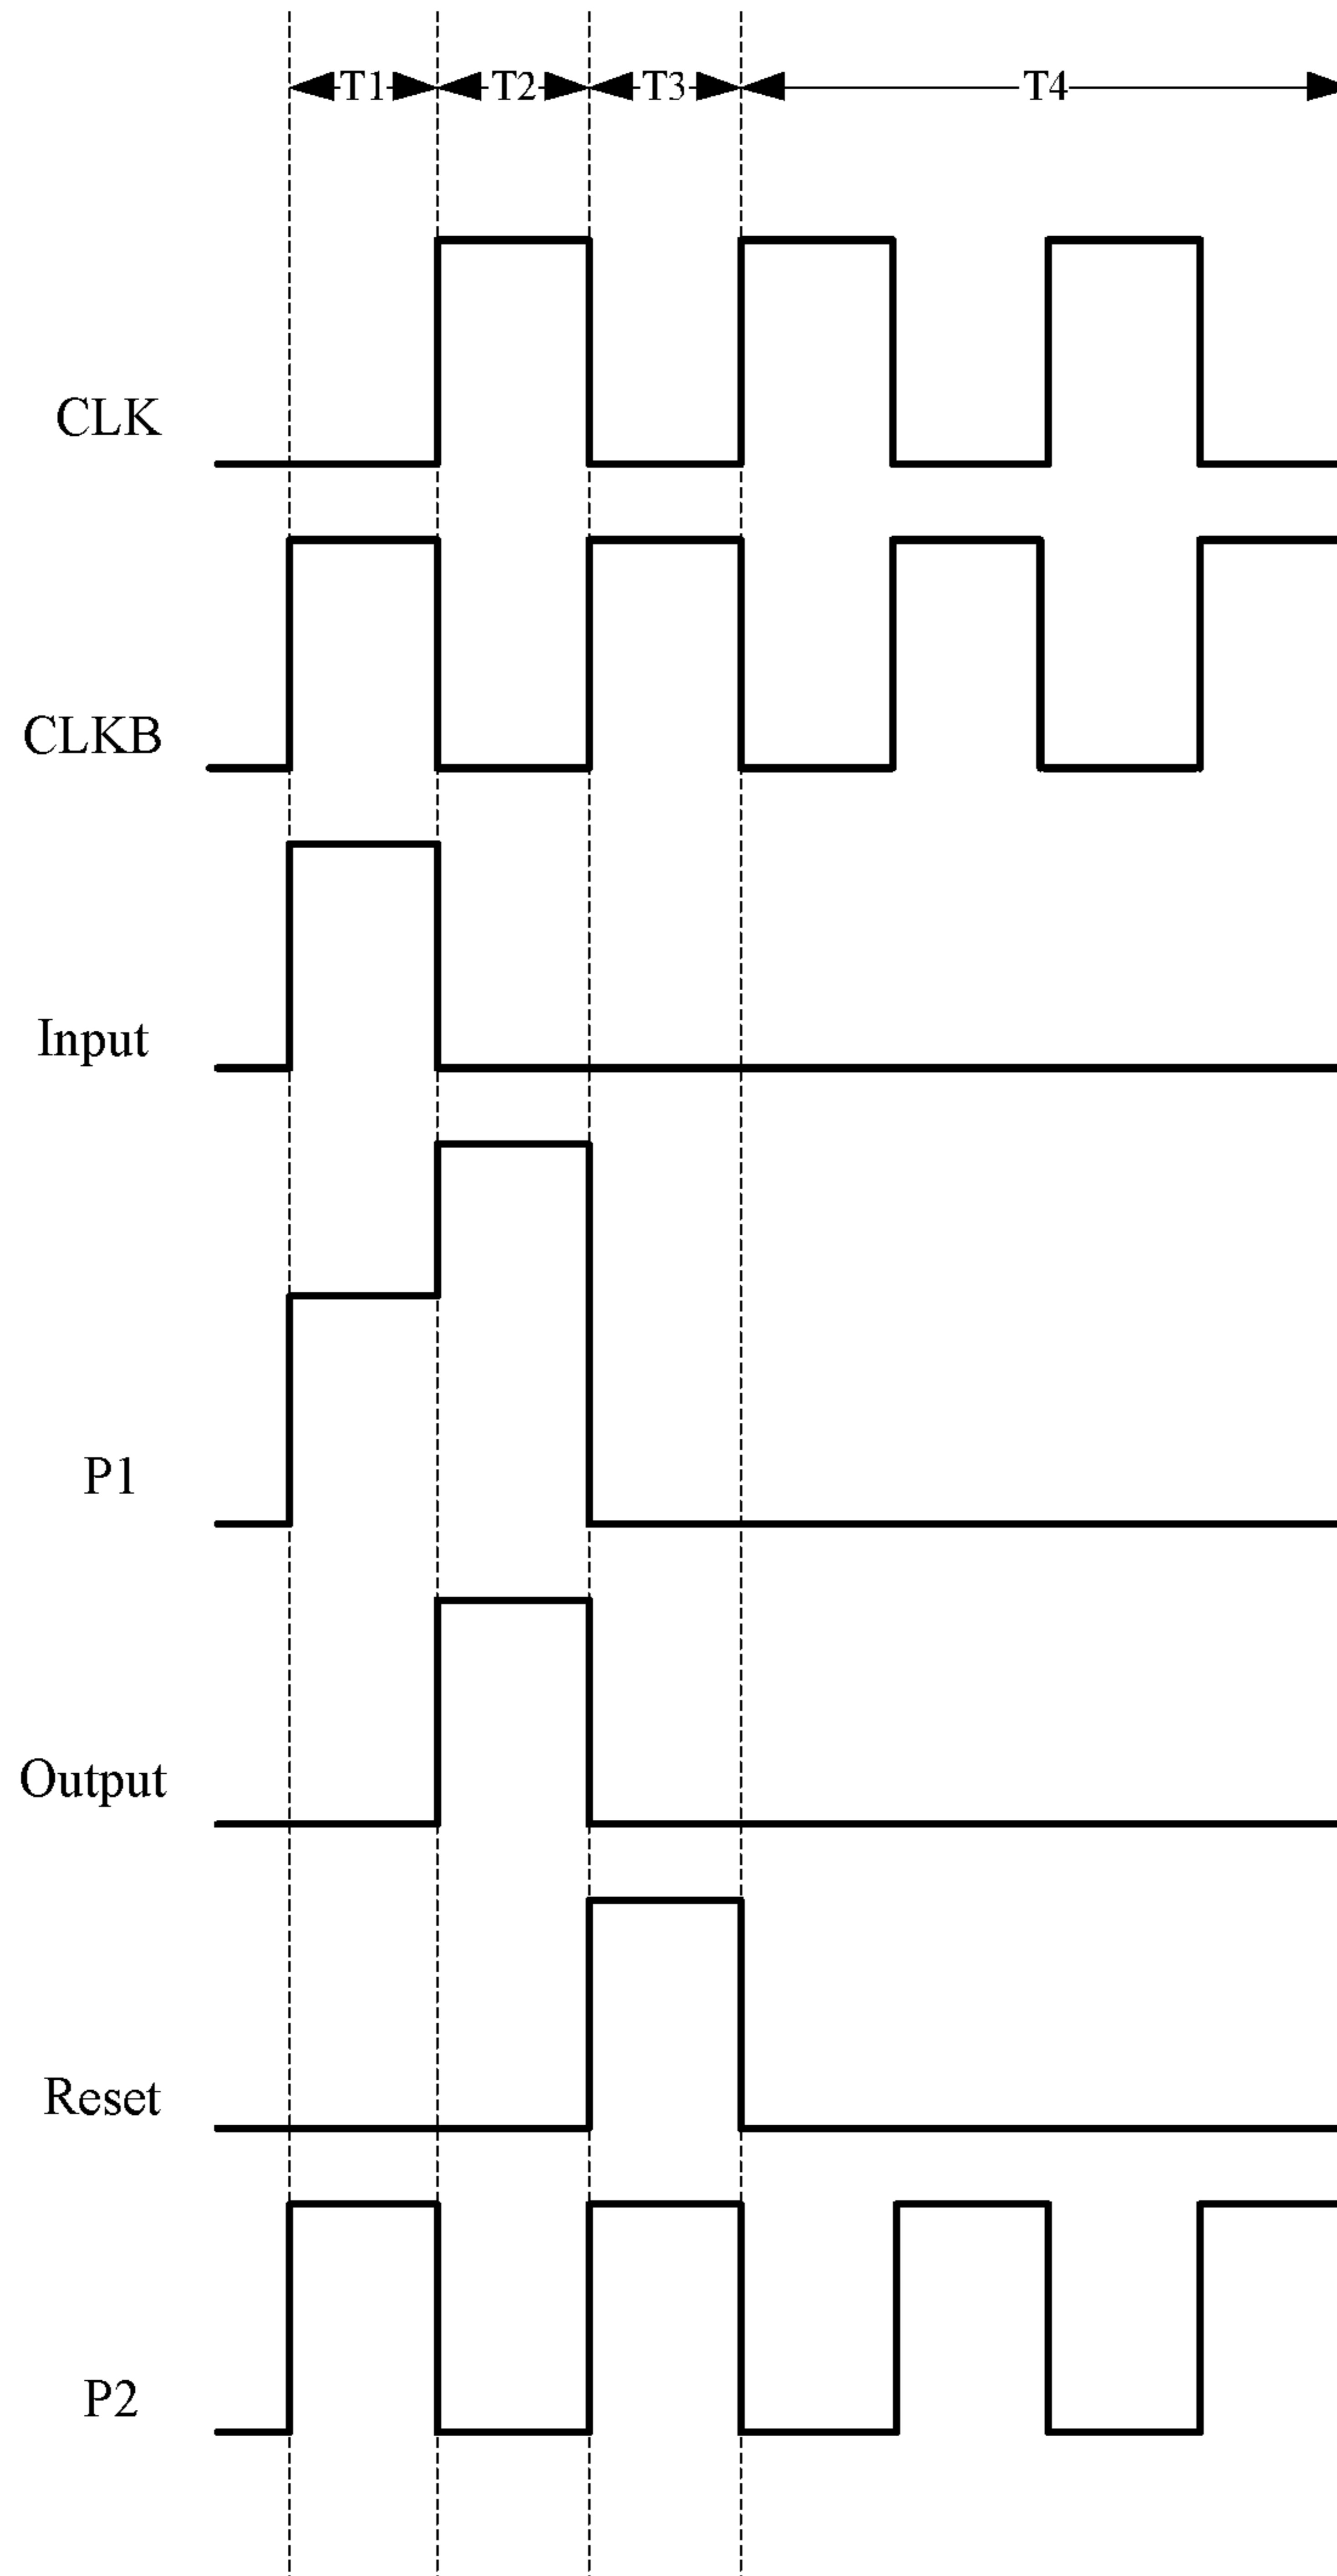 T1 T2 T3 T4
CLK
CLKB
Input
P1
Output
Reset
P2